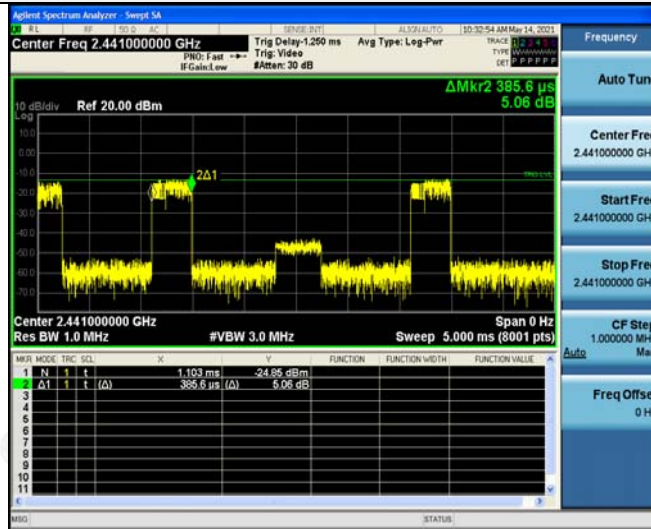 Agilent Spectrum Analyzer - Swept SA
RL RF 50 Ω AC SENSE:INT ALIGN AUTO 10:32:54 AM May 14, 2021
Center Freq 2.441000000 GHz
PNO: Fast
IFGain:Low
Trig Delay-1.250 ms
Trig: Video
#Atten: 30 dB
Avg Type: Log-Pwr
TRACE 1 2 3 4 5 6
TYPE
DET P P P P P P
ΔMkr2 385.6 µs
5.06 dB
10 dB/div Ref 20.00 dBm
Log
10.0
0.00
-10.0
-20.0
-30.0
-40.0
-50.0
-60.0
-70.0
2Δ1
TRIG LVL
Center 2.441000000 GHz Span 0 Hz
Res BW 1.0 MHz #VBW 3.0 MHz Sweep 5.000 ms (8001 pts)
MKR MODE TRC SCL X Y FUNCTION FUNCTION WIDTH FUNCTION VALUE
1 N 1 t 1.103 ms -24.85 dBm
2 Δ1 1 t (Δ) 385.6 µs (Δ) 5.06 dB
3
4
5
6
7
8
9
10
11
MSG STATUS
Frequency
Auto Tun
Center Fre
2.441000000 GH
Start Fre
2.441000000 GH
Stop Fre
2.441000000 GH
CF Ste
1.000000 MH
Auto Ma
Freq Offse
0 H